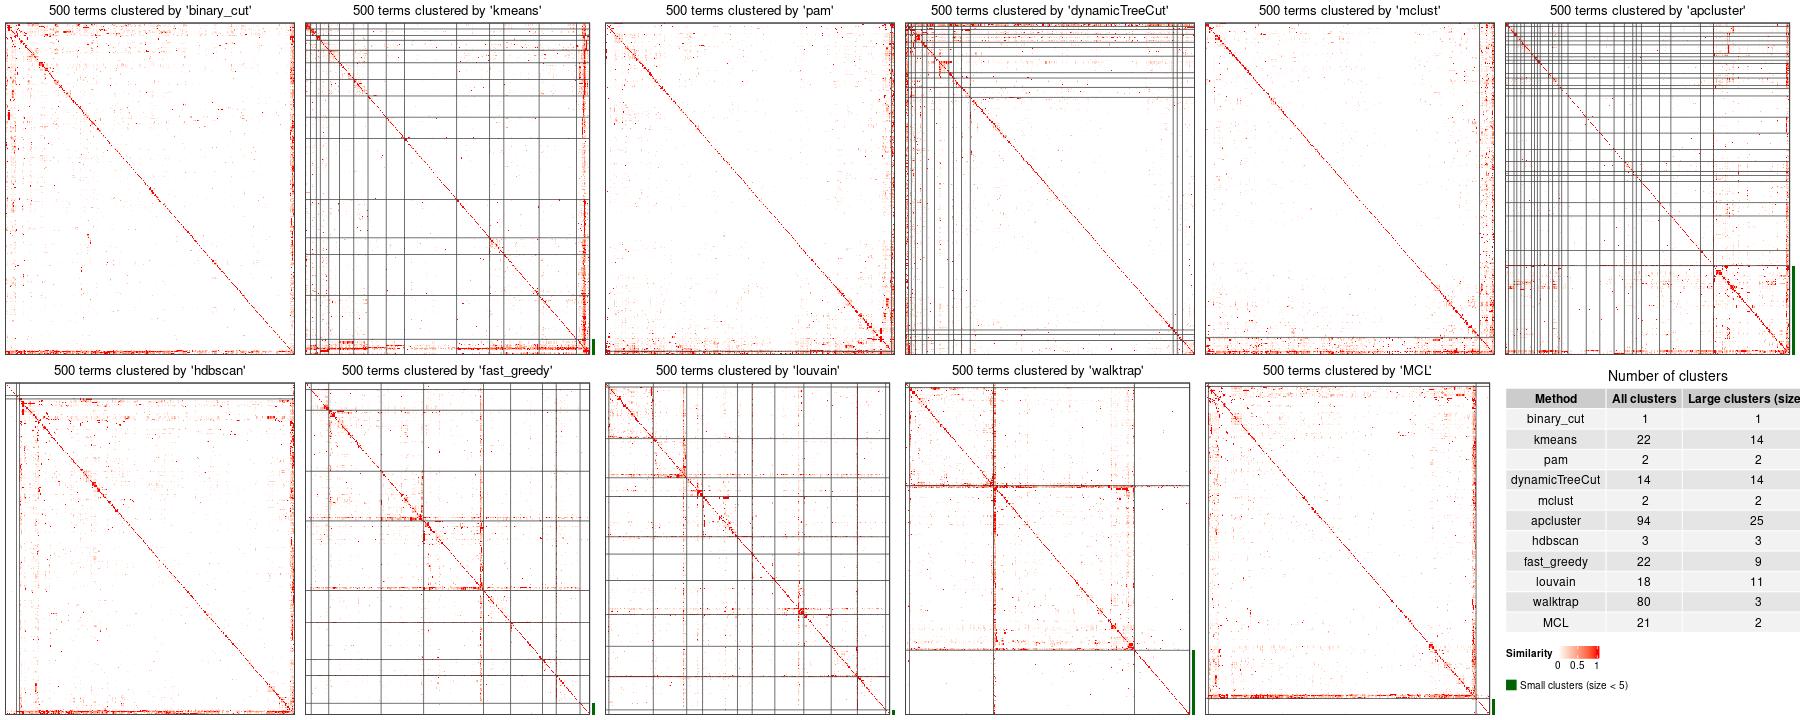 500 terms clustered by 'binary_cut'
500 terms clustered by 'kmeans'
500 terms clustered by 'pam'
500 terms clustered by 'dynamicTreeCut'
500 terms clustered by 'mclust'
500 terms clustered by 'apcluster'
500 terms clustered by 'hdbscan'
500 terms clustered by 'fast_greedy'
500 terms clustered by 'louvain'
500 terms clustered by 'walktrap'
500 terms clustered by 'MCL'
Number of clusters
Method All clusters Large clusters (size
binary_cut 1 1
kmeans 22 14
pam 2 2
dynamicTreeCut 14 14
mclust 2 2
apcluster 94 25
hdbscan 3 3
fast_greedy 22 9
louvain 18 11
walktrap 80 3
MCL 21 2
Similarity
0 0.5 1
Small clusters (size < 5)